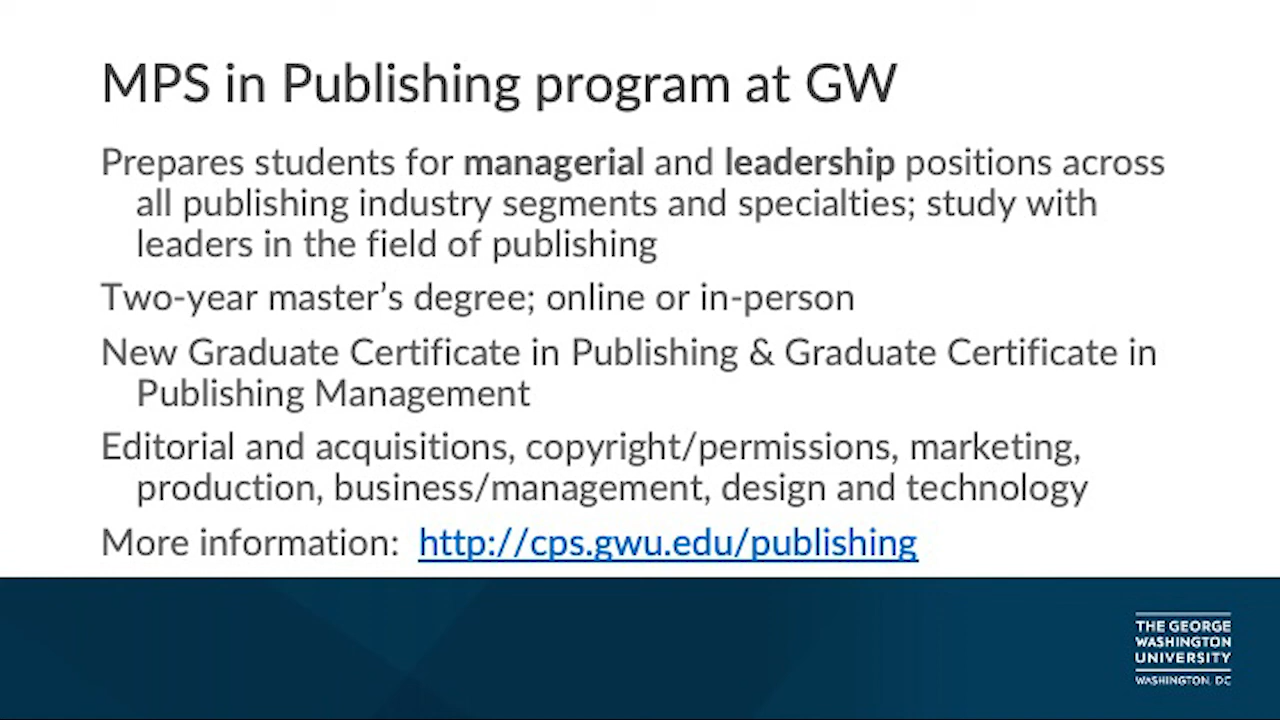 MPS in Publishing program at GW
Prepares students for managerial and leadership positions across
all publishing industry segments and specialties; study with
leaders in the field of publishing
Two-year master’s degree; online or in-person
New Graduate Certificate in Publishing & Graduate Certificate in
Publishing Management
Editorial and acquisitions, copyright/permissions, marketing,
production, business/management, design and technology
More information: http://cps.gwu.edu/publishing
THE GEORGE
WASHINGTON
UNIVERSITY
WASHINGTON, DC